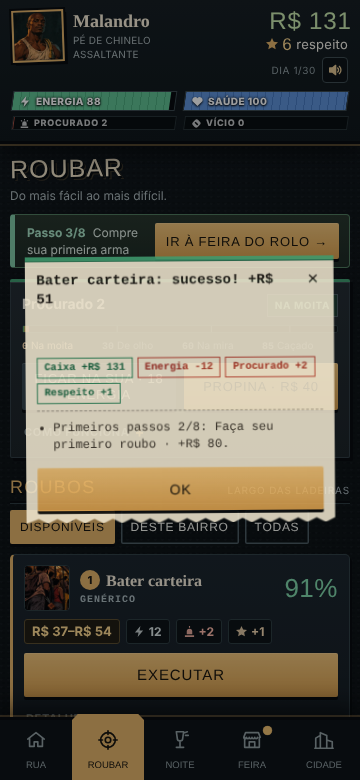 Malandro
PÉ DE CHINELO
ASSALTANTE
R$ 131
6 respeito
DIA 1/30
ENERGIA 88
SAÚDE 100
PROCURADO 2
VÍCIO 0
ROUBAR
Do mais fácil ao mais difícil.
Passo 3/8 Compre
sua primeira arma
IR À FEIRA DO ROLO →
Bater carteira: sucesso! +R$
51
✕
Procurado 2
NA MOITA
Caixa +R$ 131
Energia -12
Procurado +2
Respeito +1
PROPINA · R$ 40
• Primeiros passos 2/8: Faça seu
primeiro roubo · +R$ 80.
OK
ROUBOS
LARGO DAS LADEIRAS
DISPONÍVEIS
DESTE BAIRRO
TODAS
1 Bater carteira
GENÉRICO
91%
R$ 37–R$ 54
12
+2
+1
EXECUTAR
RUA
ROUBAR
NOITE
FEIRA
CIDADE